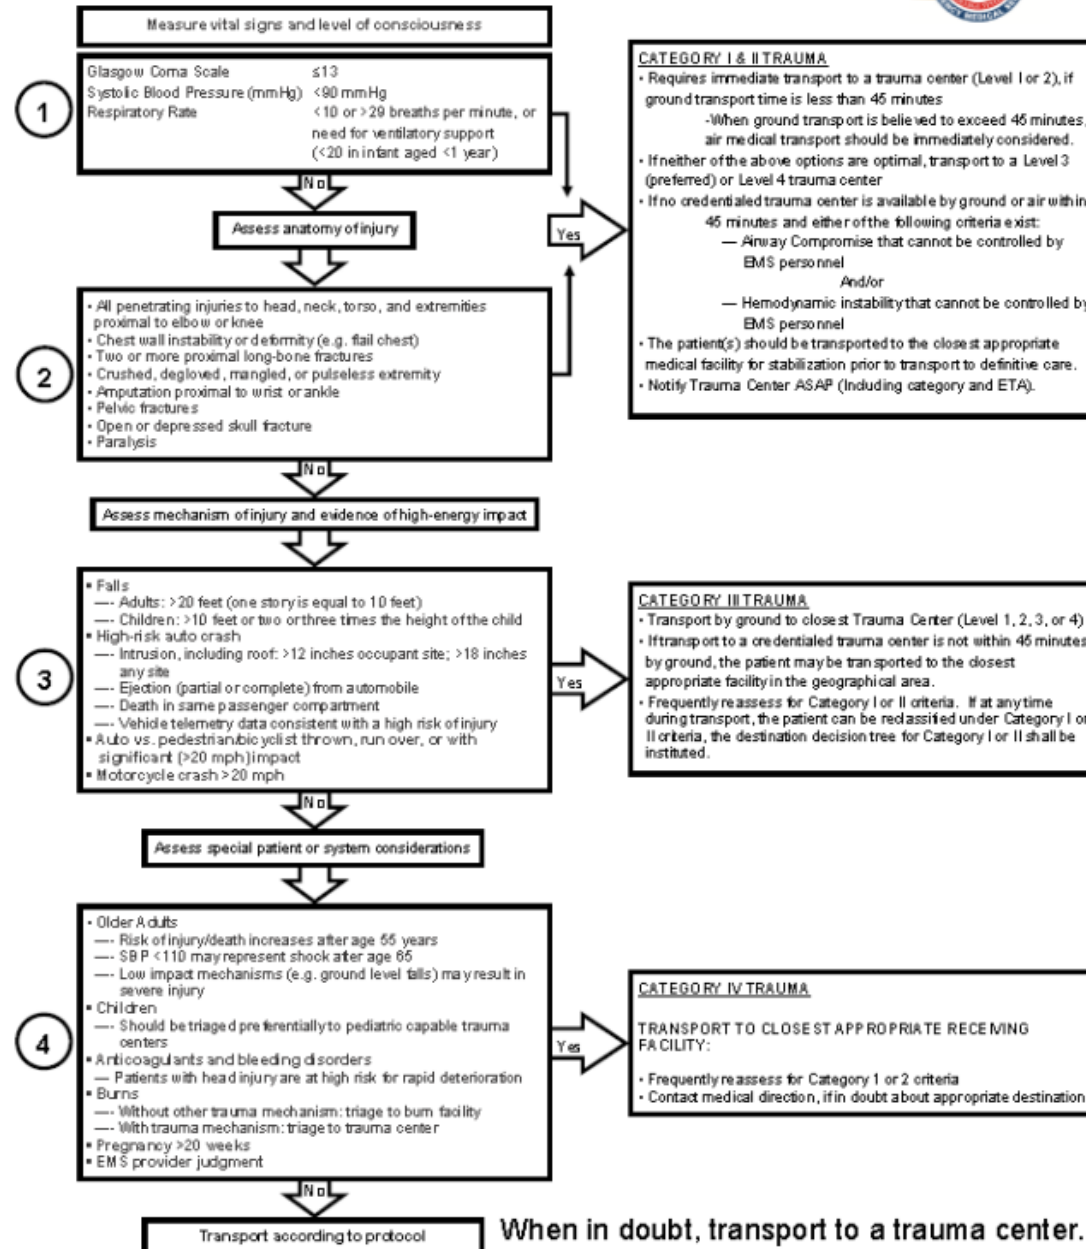 Measure vital signs and level of consciousness
1
Glasgow Coma Scale ≤13
Systolic Blood Pressure (mmHg) <90 mmHg
Respiratory Rate <10 or >29 breaths per minute, or
need for ventilatory support
(<20 in infant aged <1 year)
No
Assess anatomy of injury
Yes
CATEGORY I & II TRAUMA
• Requires immediate transport to a trauma center (Level I or 2), if
ground transport time is less than 45 minutes
-When ground transport is believed to exceed 45 minutes,
air medical transport should be immediately considered.
• If neither of the above options are optimal, transport to a Level 3
(preferred) or Level 4 trauma center
• If no credentialed trauma center is available by ground or air within
45 minutes and either of the following criteria exist:
— Airway Compromise that cannot be controlled by
EMS personnel
And/or
— Hemodynamic instability that cannot be controlled by
EMS personnel
• The patient(s) should be transported to the closest appropriate
medical facility for stabilization prior to transport to definitive care.
• Notify Trauma Center ASAP (Including category and ETA).
2
• All penetrating injuries to head, neck, torso, and extremities
proximal to elbow or knee
• Chest wall instability or deformity (e.g. flail chest)
• Two or more proximal long-bone fractures
• Crushed, degloved, mangled, or pulseless extremity
• Amputation proximal to wrist or ankle
• Pelvic fractures
• Open or depressed skull fracture
• Paralysis
No
Assess mechanism of injury and evidence of high-energy impact
3
▪ Falls
—- Adults: >20 feet (one story is equal to 10 feet)
—- Children: >10 feet or two or three times the height of the child
▪ High-risk auto crash
—- Intrusion, including roof: >12 inches occupant site; >18 inches
any site
—- Ejection (partial or complete) from automobile
—- Death in same passenger compartment
—- Vehicle telemetry data consistent with a high risk of injury
▪ Auto vs. pedestrian/bicyclist thrown, run over, or with
significant (>20 mph) impact
▪ Motorcycle crash >20 mph
Yes
CATEGORY III TRAUMA
• Transport by ground to closest Trauma Center (Level 1, 2, 3, or 4)
• If transport to a credentialed trauma center is not within 45 minutes
by ground, the patient may be transported to the closest
appropriate facility in the geographical area.
• Frequently reassess for Category I or II criteria. If at any time
during transport, the patient can be reclassified under Category I or
II criteria, the destination decision tree for Category I or II shall be
instituted.
No
Assess special patient or system considerations
4
• Older Adults
—- Risk of injury/death increases after age 55 years
—- SBP <110 may represent shock after age 65
—- Low impact mechanisms (e.g. ground level falls) may result in
severe injury
▪ Children
—- Should be triaged preferentially to pediatric capable trauma
centers
▪ Anticoagulants and bleeding disorders
— Patients with head injury are at high risk for rapid deterioration
▪ Burns
—- Without other trauma mechanism: triage to burn facility
—- With trauma mechanism: triage to trauma center
▪ Pregnancy >20 weeks
▪ EMS provider judgment
Yes
CATEGORY IV TRAUMA
TRANSPORT TO CLOSEST APPROPRIATE RECEIVING
FACILITY:
• Frequently reassess for Category 1 or 2 criteria
• Contact medical direction, if in doubt about appropriate destination
No
Transport according to protocol
When in doubt, transport to a trauma center.